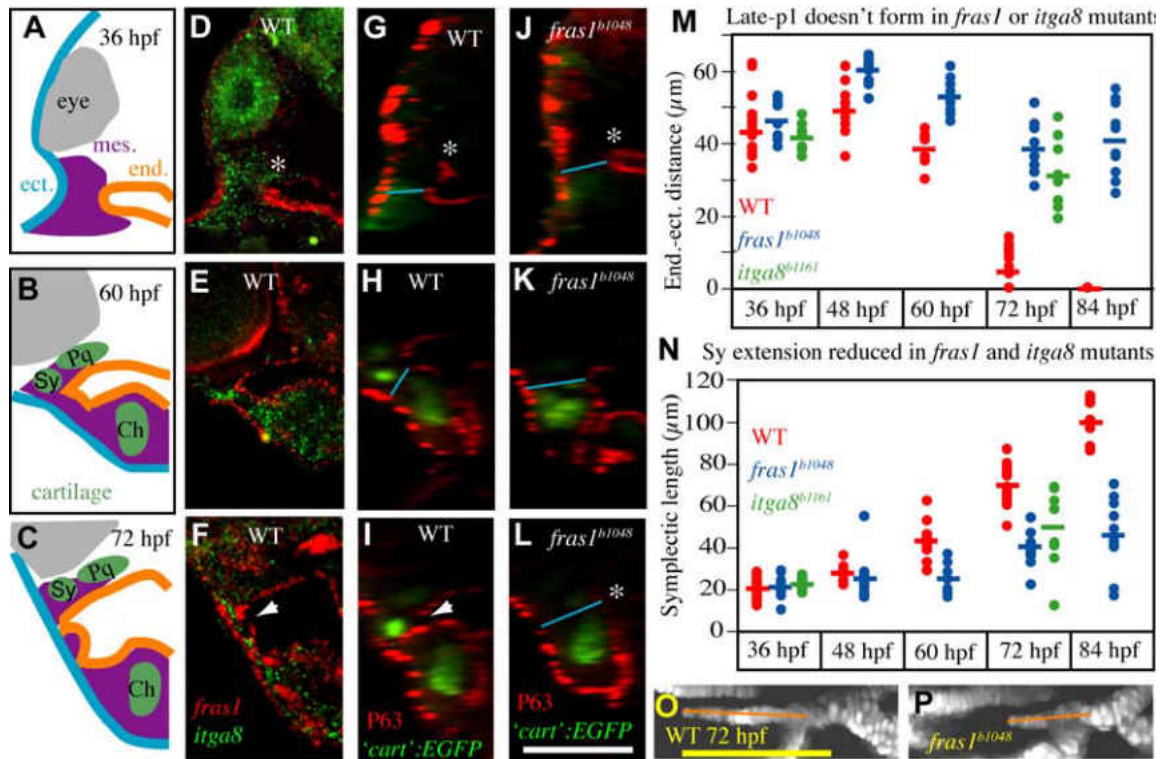 A
36 hpf
eye
mes.
ect.
end.
B
60 hpf
Pq
Sy
Ch
cartilage
C
72 hpf
Pq
Sy
Ch
D
WT
*
E
WT
F
WT
fras1
itga8
G
WT
*
H
WT
I
WT
P63
'cart':EGFP
J
fras1b1048
*
K
fras1b1048
L
fras1b1048
*
P63
'cart':EGFP
M
Late-p1 doesn't form in fras1 or itga8 mutants
End.-ect. distance (µm)
60
40
20
0
WT
fras1b1048
itga8b1161
36 hpf
48 hpf
60 hpf
72 hpf
84 hpf
N
Sy extension reduced in fras1 and itga8 mutants
Symplectic length (µm)
120
100
80
60
40
20
0
WT
fras1b1048
itga8b1161
36 hpf
48 hpf
60 hpf
72 hpf
84 hpf
O
WT 72 hpf
P
fras1b1048